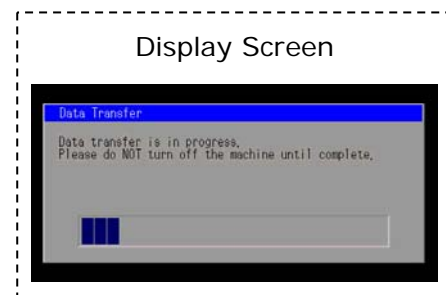 Display Screen
Data Transfer
Data transfer is in progress,
Please do NOT turn off the machine until complete,